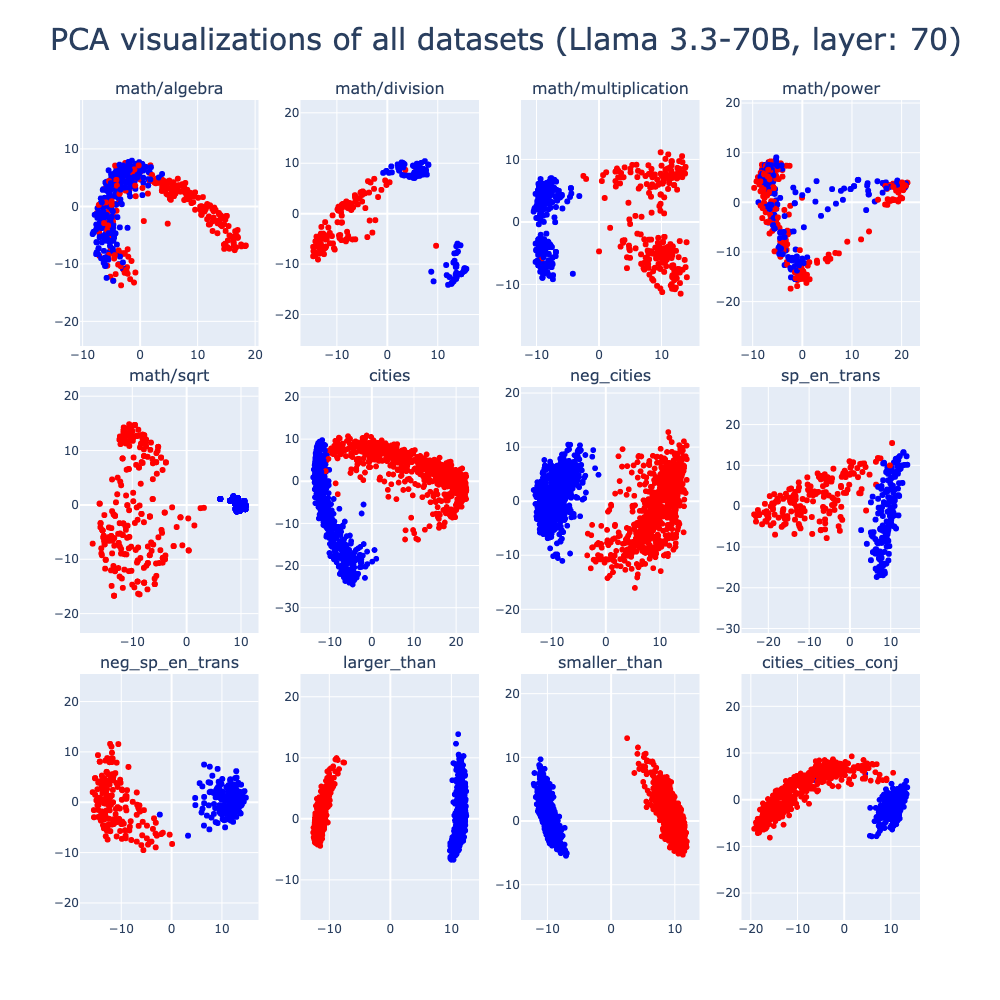 PCA visualizations of all datasets (Llama 3.3-70B, layer: 70)
math/algebra math/division math/multiplication math/power
10 0 −10 −20
−10 0 10 20
20 10 0 −10 −20
−10 0 10
10 0 −10
−10 0 10
20 10 0 −10 −20
−10 0 10 20
math/sqrt cities neg_cities sp_en_trans
20 10 0 −10 −20
−10 0 10
20 10 0 −10 −20 −30
−10 0 10 20
20 10 0 −10 −20
−10 0 10
20 10 0 −10 −20 −30
−20 −10 0 10
neg_sp_en_trans larger_than smaller_than cities_cities_conj
20 10 0 −10 −20
−10 0 10
20 10 0 −10
−10 0 10
20 10 0 −10
−10 0 10
20 10 0 −10 −20
−20 −10 0 10